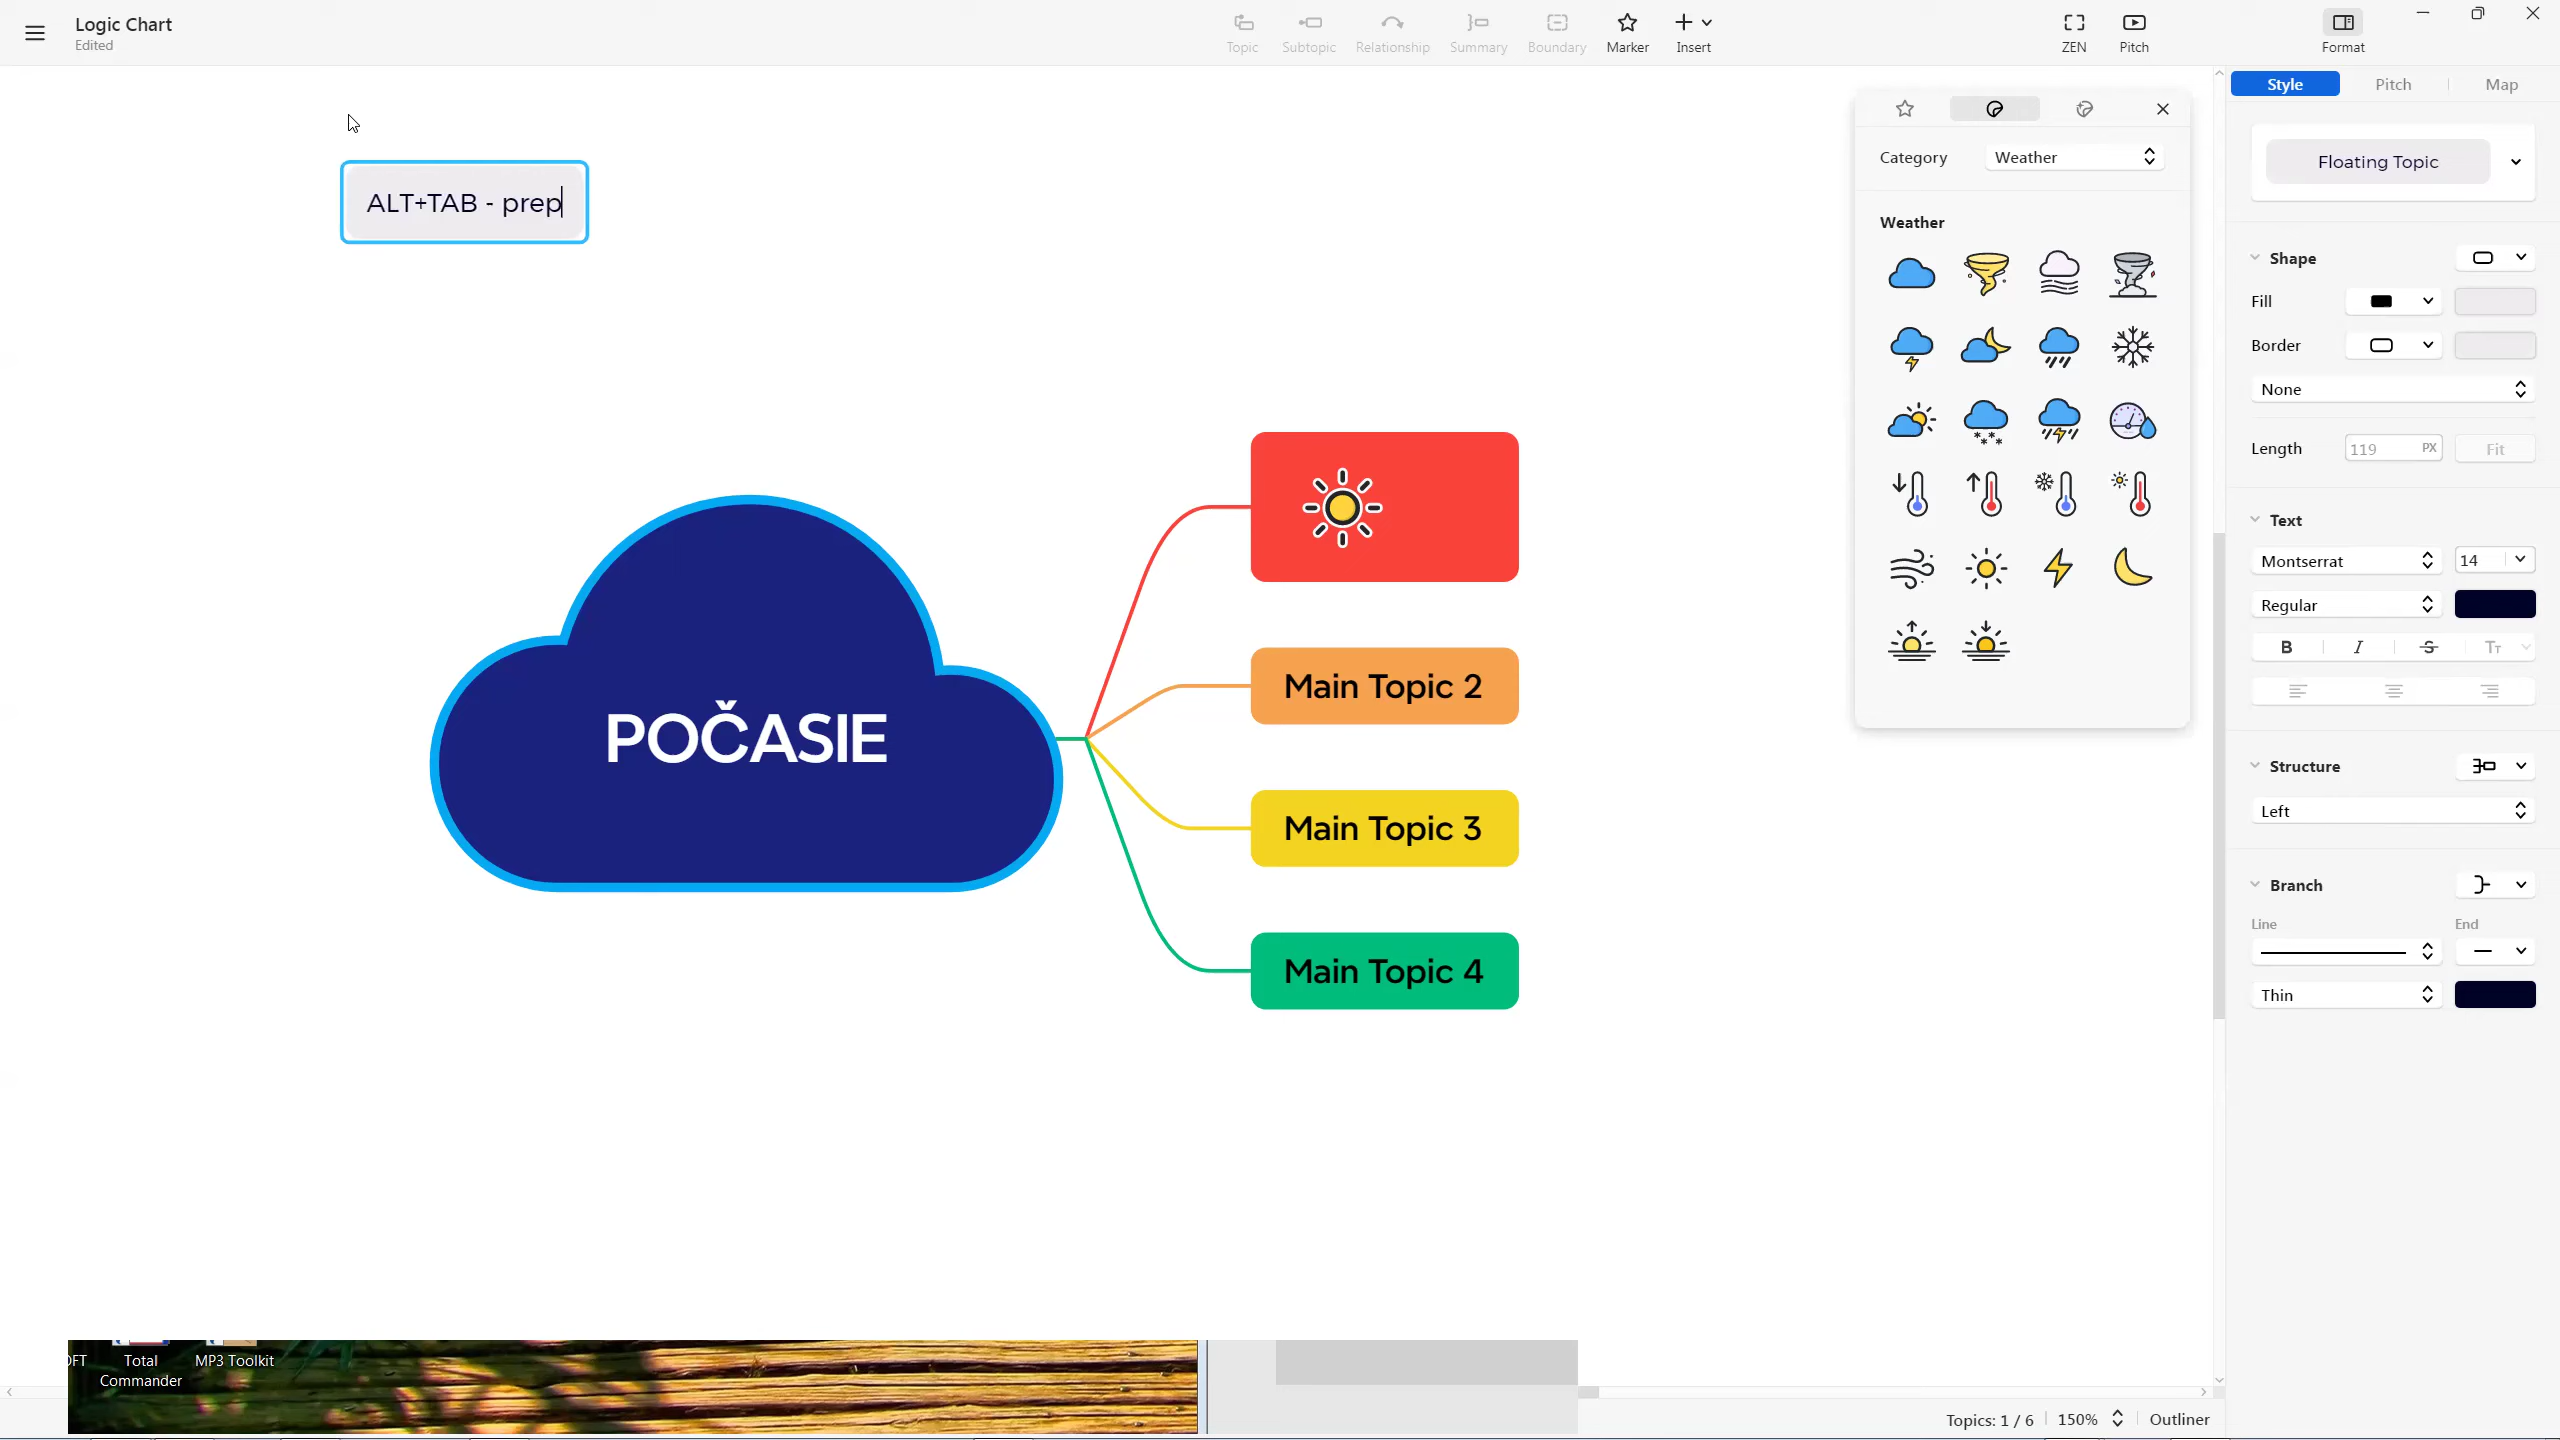 Logic Chart
Edited
Topic
Subtopic
Relationship
Summary
Boundary
Marker
Insert
ZEN
Pitch
Format
Style
Pitch
Map
ALT+TAB - prep
Category
Weather
Weather
Floating Topic
Shape
Fill
Border
None
Length
119
PX
Fit
Text
Montserrat
14
Regular
B
I
S
Tт
Structure
Left
Branch
Line
End
Thin
POČASIE
Main Topic 2
Main Topic 3
Main Topic 4
OFT
Total
Commander
MP3 Toolkit
Topics: 1 / 6
150%
Outliner